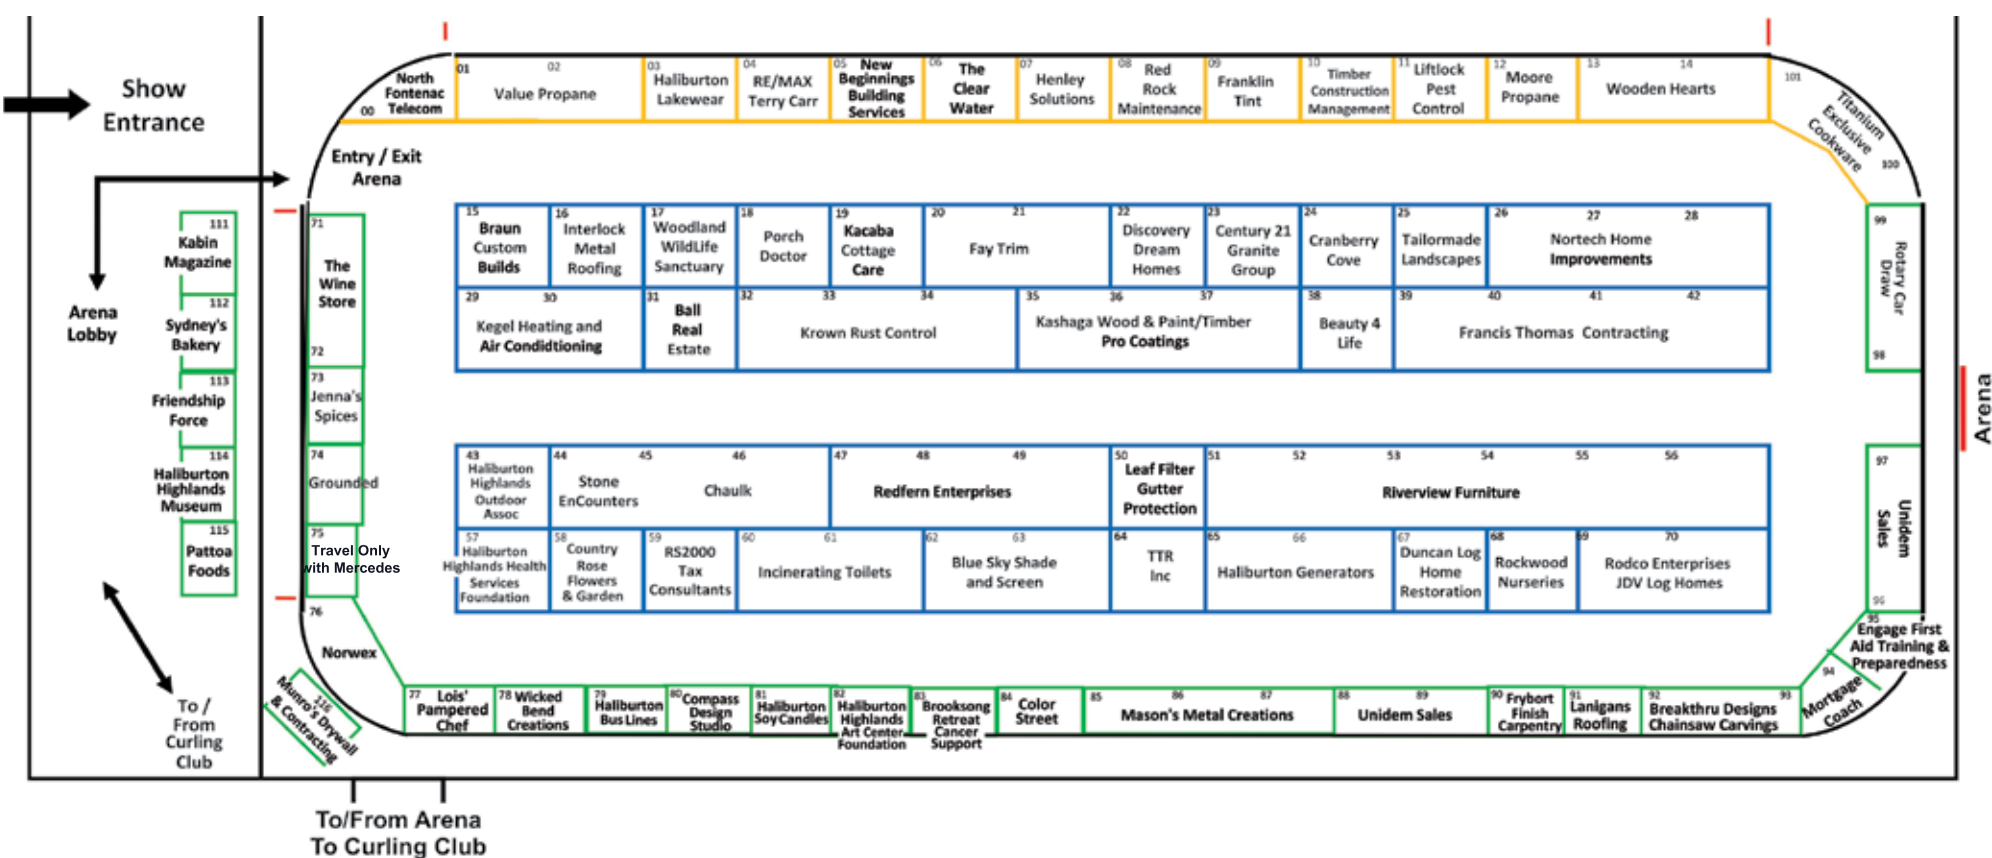 Show
Entrance
Arena
Lobby
111
Kabin
Magazine
112
Sydney's
Bakery
113
Friendship
Force
114
Haliburton
Highlands
Museum
115
Pattoa
Foods
To /
From
Curling
Club
116
Munro's Drywall
& Contracting
To/From Arena
To Curling Club
North
Fontenac
Telecom
00
Entry / Exit
Arena
01
02
Value Propane
03
Haliburton
Lakewear
04
RE/MAX
Terry Carr
05
New
Beginnings
Building
Services
06
The
Clear
Water
07
Henley
Solutions
08
Red
Rock
Maintenance
09
Franklin
Tint
10
Timber
Construction
Management
11
Liftlock
Pest
Control
12
Moore
Propane
13
14
Wooden Hearts
101
Titanium
Exclusive
Cookware
100
71
The
Wine
Store
72
73
Jenna's
Spices
74
Grounded
75
Travel Only
with Mercedes
76
Norwex
15
Braun
Custom
Builds
16
Interlock
Metal
Roofing
17
Woodland
WildLife
Sanctuary
18
Porch
Doctor
19
Kacaba
Cottage
Care
20
21
Fay Trim
22
Discovery
Dream
Homes
23
Century 21
Granite
Group
24
Cranberry
Cove
25
Tailormade
Landscapes
26
27
28
Nortech Home
Improvements
29
30
Kegel Heating and
Air Condidtioning
31
Ball
Real
Estate
32
33
34
Krown Rust Control
35
36
37
Kashaga Wood & Paint/Timber
Pro Coatings
38
Beauty 4
Life
39
40
41
42
Francis Thomas Contracting
43
Haliburton
Highlands
Outdoor
Assoc
44
Stone
EnCounters
45
46
Chaulk
47
48
49
Redfern Enterprises
50
Leaf Filter
Gutter
Protection
51
52
53
54
55
56
Riverview Furniture
57
Haliburton
Highlands Health
Services
Foundation
58
Country
Rose
Flowers
& Garden
59
RS2000
Tax
Consultants
60
61
Incinerating Toilets
62
63
Blue Sky Shade
and Screen
64
TTR
Inc
65
66
Haliburton Generators
67
Duncan Log
Home
Restoration
68
Rockwood
Nurseries
69
70
Rodco Enterprises
JDV Log Homes
99
Rotary Car
Draw
98
Arena
97
Unidem
Sales
96
95
Engage First
Aid Training &
Preparedness
94
Mortgage
Coach
77
Lois'
Pampered
Chef
78
Wicked
Bend
Creations
79
Haliburton
Bus Lines
80
Compass
Design
Studio
81
Haliburton
Soy Candles
82
Haliburton
Highlands
Art Center
Foundation
83
Brooksong
Retreat
Cancer
Support
84
Color
Street
85
86
87
Mason's Metal Creations
88
89
Unidem Sales
90
Frybort
Finish
Carpentry
91
Lanigans
Roofing
92
93
Breakthru Designs
Chainsaw Carvings